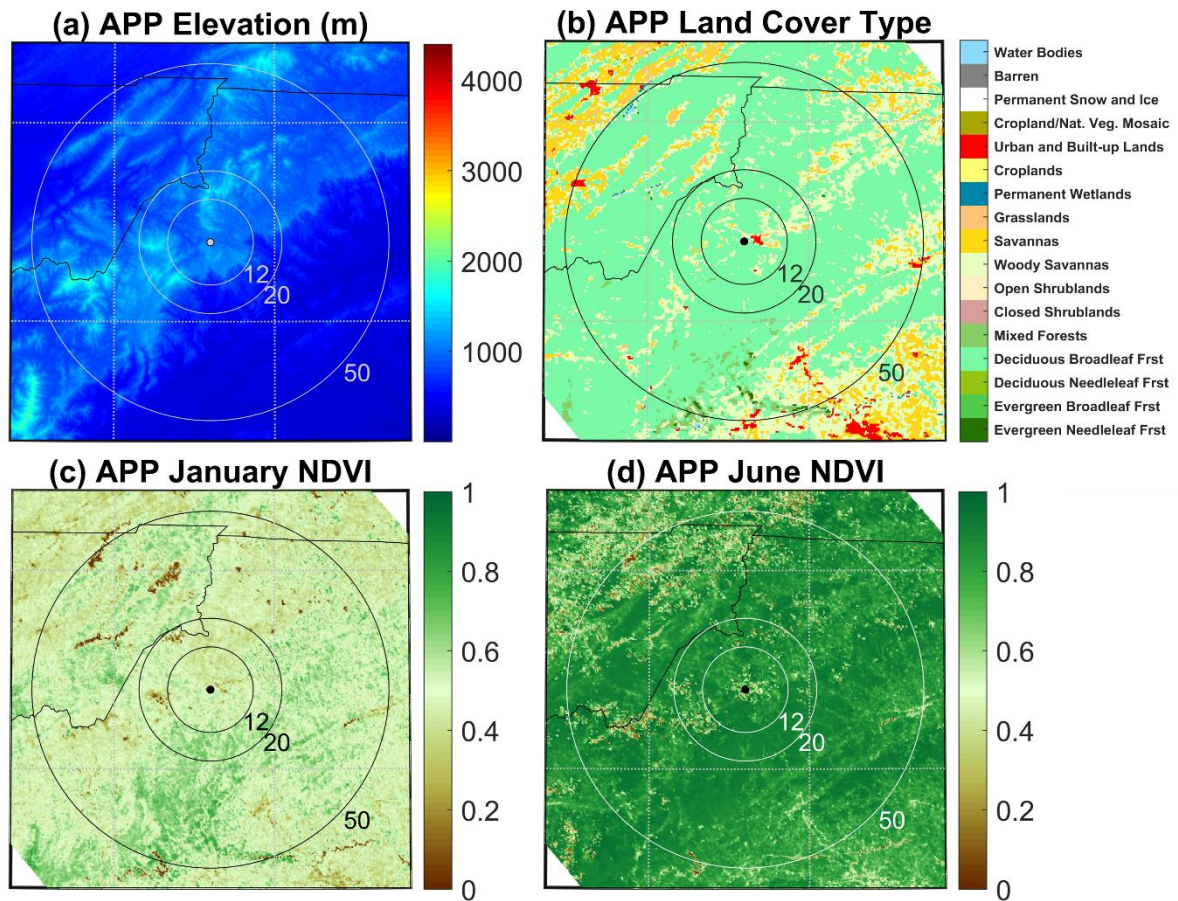 (a) APP Elevation (m)
4000
3000
2000
1000
12
20
50
(b) APP Land Cover Type
12
20
50
Water Bodies
Barren
Permanent Snow and Ice
Cropland/Nat. Veg. Mosaic
Urban and Built-up Lands
Croplands
Permanent Wetlands
Grasslands
Savannas
Woody Savannas
Open Shrublands
Closed Shrublands
Mixed Forests
Deciduous Broadleaf Frst
Deciduous Needleleaf Frst
Evergreen Broadleaf Frst
Evergreen Needleleaf Frst
(c) APP January NDVI
12
20
50
1
0.8
0.6
0.4
0.2
0
(d) APP June NDVI
12
20
50
1
0.8
0.6
0.4
0.2
0